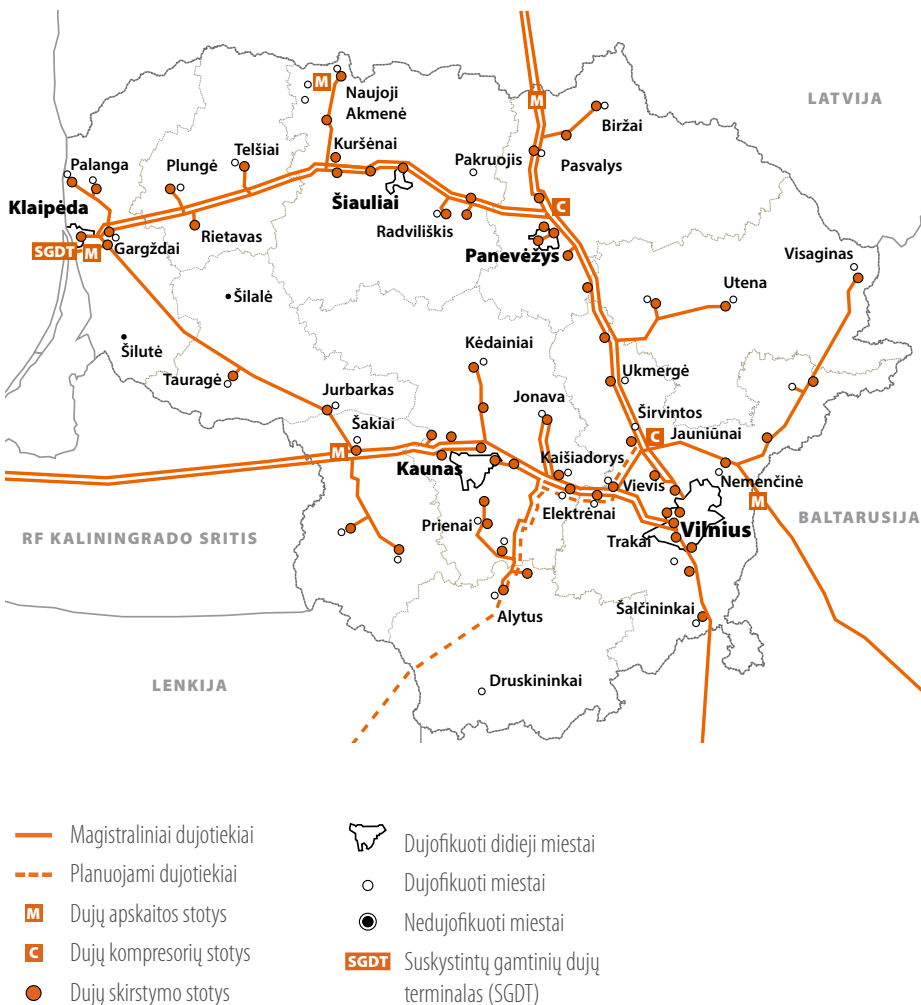 LATVIJA
M
Naujoji
Akmenė
M
Biržai
Kuršėnai
Telšiai
Palanga
Plungė
Pakruojis
Pasvalys
Klaipėda
Šiauliai
C
Radviliškis
Rietavas
Gargždai
SGDT M
Panevėžys
Visaginas
Šilalė
Utena
Šilutė
Kėdainiai
Tauragė
Ukmergė
Jurbarkas
Jonava
Širvintos
Šakiai
C
Jauniūnai
M
Kaunas
Kaišiadorys
Vievis
Nemenčinė
M
Elektrėnai
BALTARUSIJA
Prienai
Vilnius
RF KALININGRADO SRITIS
Trakai
Alytus
Šalčininkai
LENKIJA
Druskininkai
Magistraliniai dujotiekiai
Planuojami dujotiekiai
M Dujų apskaitos stotys
C Dujų kompresorių stotys
Dujų skirstymo stotys
Dujofikuoti didieji miestai
Dujofikuoti miestai
Nedujofikuoti miestai
SGDT Suskystintų gamtinių dujų
terminalas (SGDT)